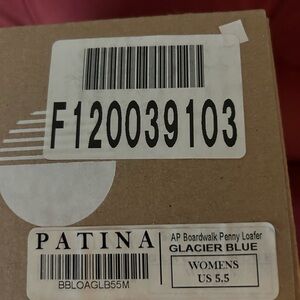 F120039103
PATINA
BBLOAGLB55M
AP Boardwalk Penny Loafer
GLACIER BLUE
WOMENS
US 5.5